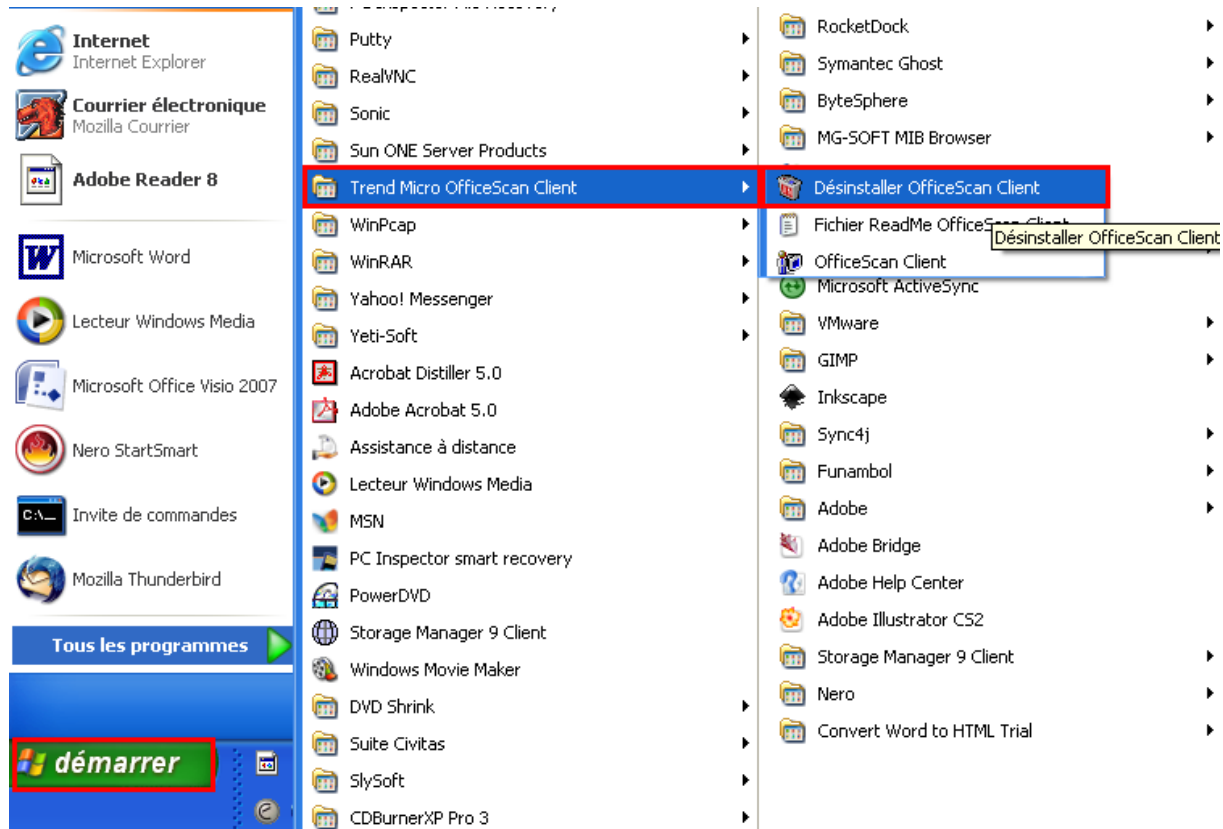 Internet
Internet Explorer
Courrier électronique
Mozilla Courrier
Adobe Reader 8
Microsoft Word
Lecteur Windows Media
Microsoft Office Visio 2007
Nero StartSmart
C:\_
Invite de commandes
Mozilla Thunderbird
Tous les programmes
démarrer
Putty
RealVNC
Sonic
Sun ONE Server Products
Trend Micro OfficeScan Client
WinPcap
WinRAR
Yahoo! Messenger
Yeti-Soft
Acrobat Distiller 5.0
Adobe Acrobat 5.0
Assistance à distance
Lecteur Windows Media
MSN
PC Inspector smart recovery
PowerDVD
Storage Manager 9 Client
Windows Movie Maker
DVD Shrink
Suite Civitas
SlySoft
CDBurnerXP Pro 3
RocketDock
Symantec Ghost
ByteSphere
MG-SOFT MIB Browser
Désinstaller OfficeScan Client
Fichier ReadMe OfficeScan Client
Désinstaller OfficeScan Client
OfficeScan Client
Microsoft ActiveSync
VMware
GIMP
Inkscape
Sync4j
Funambol
Adobe
Adobe Bridge
Adobe Help Center
Adobe Illustrator CS2
Storage Manager 9 Client
Nero
Convert Word to HTML Trial